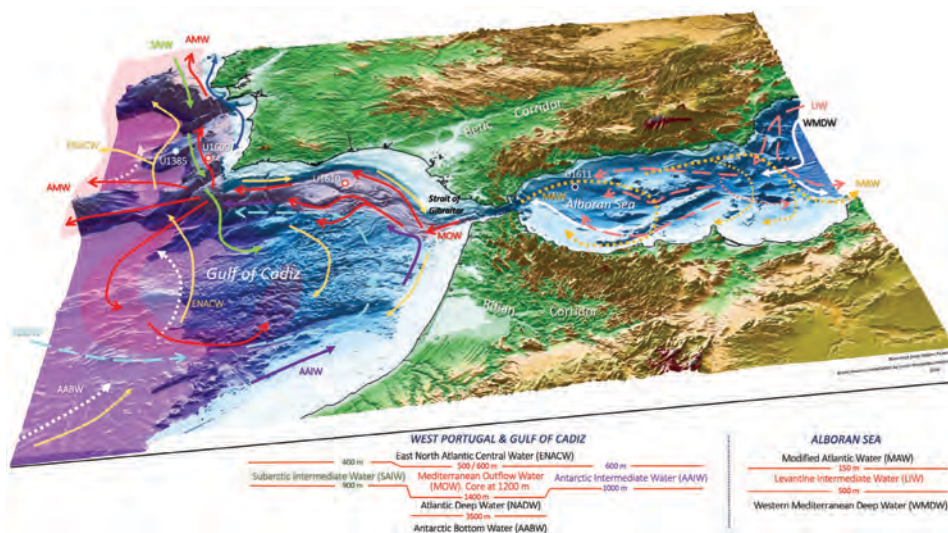 AMW
SAIW
LIW
WMDW
ENACW
U1385
U1609
U1610
U1611
Betic Corridor
AMW
Strait of
Gibraltar
MAW
Alboran Sea
MAW
MOW
Gulf of Cadiz
ENACW
Rifian Corridor
AABW
AAIW
WEST PORTUGAL & GULF OF CADIZ
East North Atlantic Central Water (ENACW)
500 / 600 m
600 m
Subarctic Intermediate Water (SAIW)
900 m
Mediterranean Outflow Water
(MOW). Core at 1200 m
1400 m
Antarctic Intermediate Water (AAIW)
1000 m
Atlantic Deep Water (NADW)
3500 m
Antarctic Bottom Water (AABW)
ALBORAN SEA
Modified Atlantic Water (MAW)
150 m
Levantine Intermediate Water (LIW)
500 m
Western Mediterranean Deep Water (WMDW)